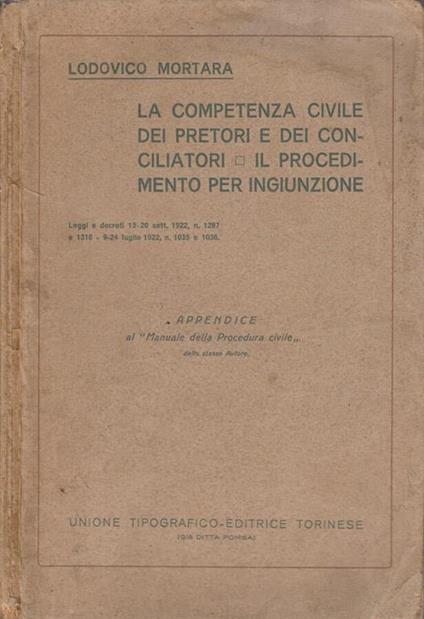 LODOVICO MORTARA
LA COMPETENZA CIVILE
DEI PRETORI E DEI CON-
CILIATORI □ IL PROCEDI-
MENTO PER INGIUNZIONE
Leggi e decreti 13-20 sett. 1922, n. 1287
e 1316 - 9-24 luglio 1922, n. 1035 e 1036.
APPENDICE
al "Manuale della Procedura civile„
dello stesso Autore.
UNIONE TIPOGRAFICO-EDITRICE TORINESE
(GIÀ DITTA POMBA)